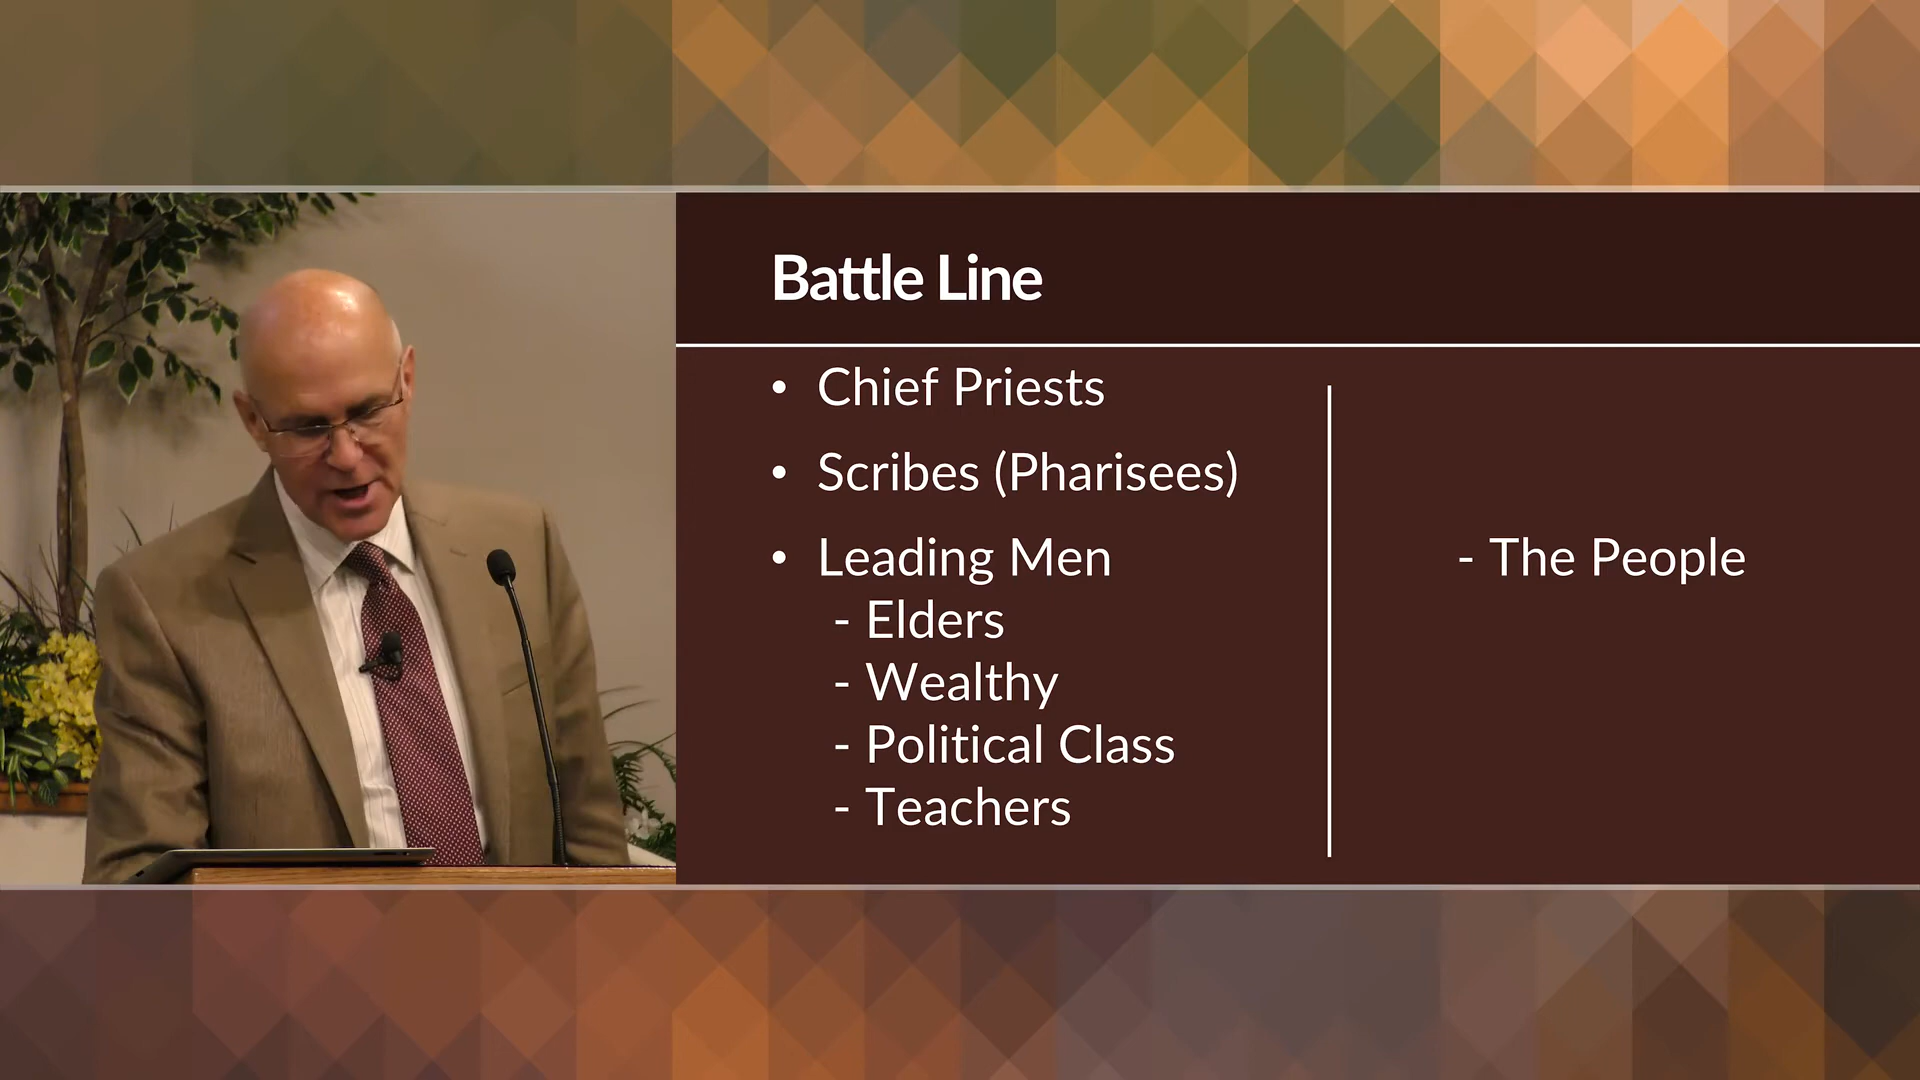 Battle Line
• Chief Priests
• Scribes (Pharisees)
• Leading Men
- Elders
- Wealthy
- Political Class
- Teachers
- The People